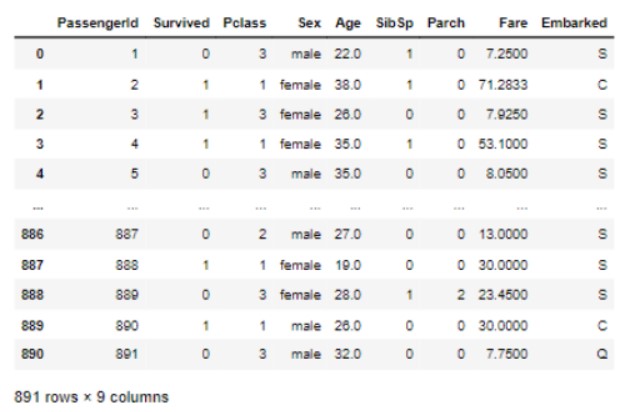 PassengerId Survived Pclass Sex Age SibSp Parch Fare Embarked
0 1 0 3 male 22.0 1 0 7.2500 S
1 2 1 1 female 38.0 1 0 71.2833 C
2 3 1 3 female 26.0 0 0 7.9250 S
3 4 1 1 female 35.0 1 0 53.1000 S
4 5 0 3 male 35.0 0 0 8.0500 S
... ... ... ... ... ... ... ... ... ...
886 887 0 2 male 27.0 0 0 13.0000 S
887 888 1 1 female 19.0 0 0 30.0000 S
888 889 0 3 female 28.0 1 2 23.4500 S
889 890 1 1 male 26.0 0 0 30.0000 C
890 891 0 3 male 32.0 0 0 7.7500 Q
891 rows × 9 columns